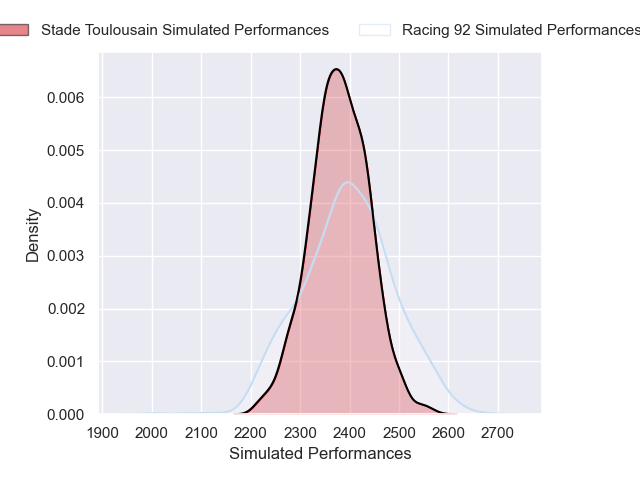 Stade Toulousain Simulated Performances
Racing 92 Simulated Performances
0.006
0.005
0.004
0.003
0.002
0.001
0.000
Density
1900 2000 2100 2200 2300 2400 2500 2600 2700
Simulated Performances